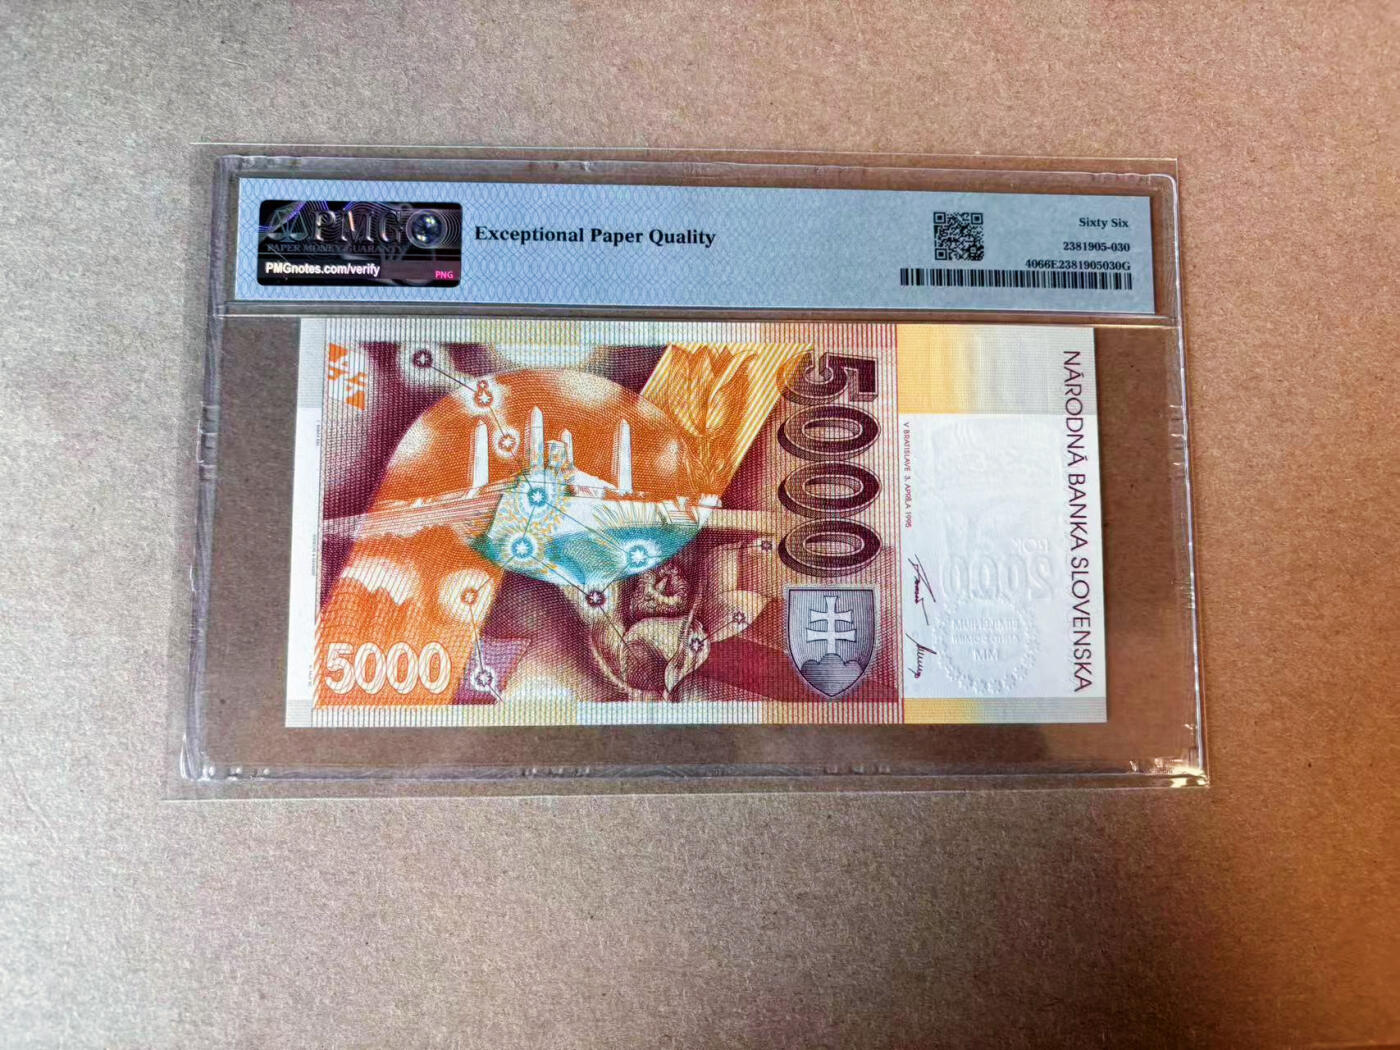 PMG
PAPER MONEY GUARANTY
PMGnotes.com/verify
PNG
Exceptional Paper Quality
Sixty Six
2381905-030
4066E2381905030G
5000
V BRATISLAVE 3. APRÍLA 1995
NÁRODNÁ BANKA SLOVENSKA
ROK
2000
MM
5000